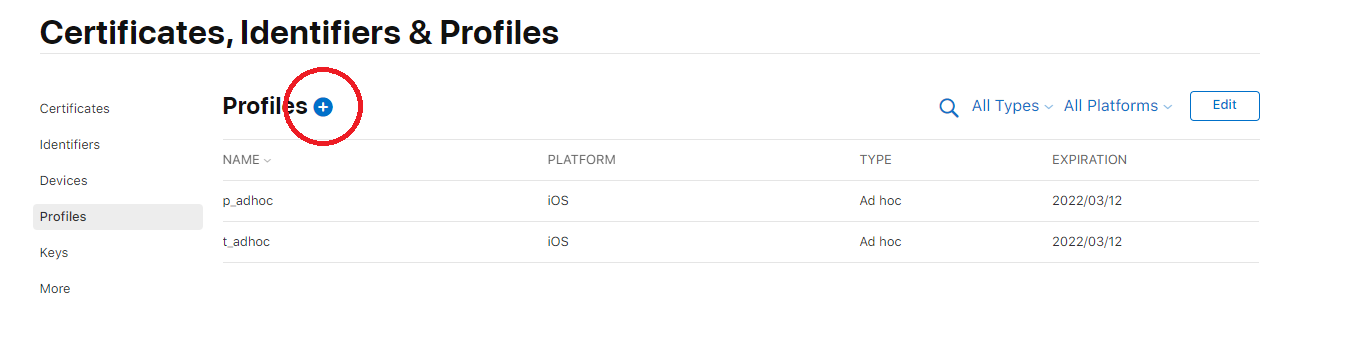 Certificates, Identifiers & Profiles
Certificates
Identifiers
Devices
Profiles
Keys
More
Profiles
All Types All Platforms Edit
NAME PLATFORM TYPE EXPIRATION
p_adhoc iOS Ad hoc 2022/03/12
t_adhoc iOS Ad hoc 2022/03/12